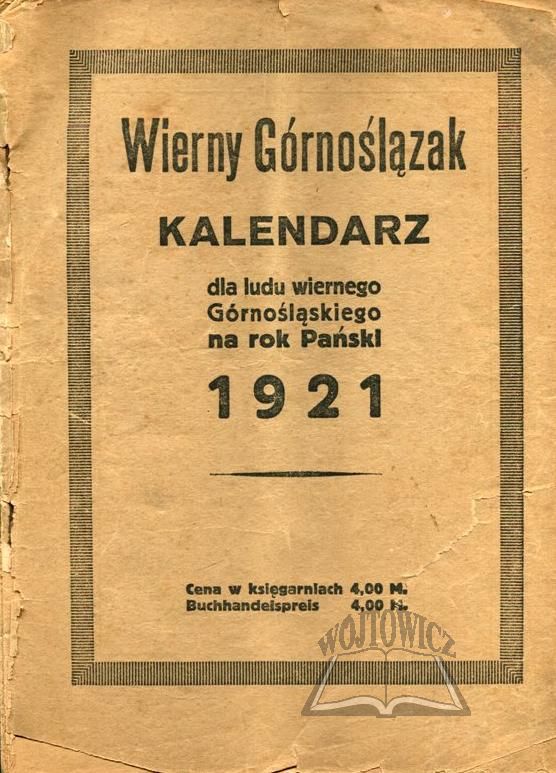 Wierny Górnoślązak
KALENDARZ
dla ludu wiernego
Górnośląskiego
na rok Pański
1921
Cena w księgarniach 4,00 M.
Buchhandelspreis 4,00 M.
WOJTOWICZ